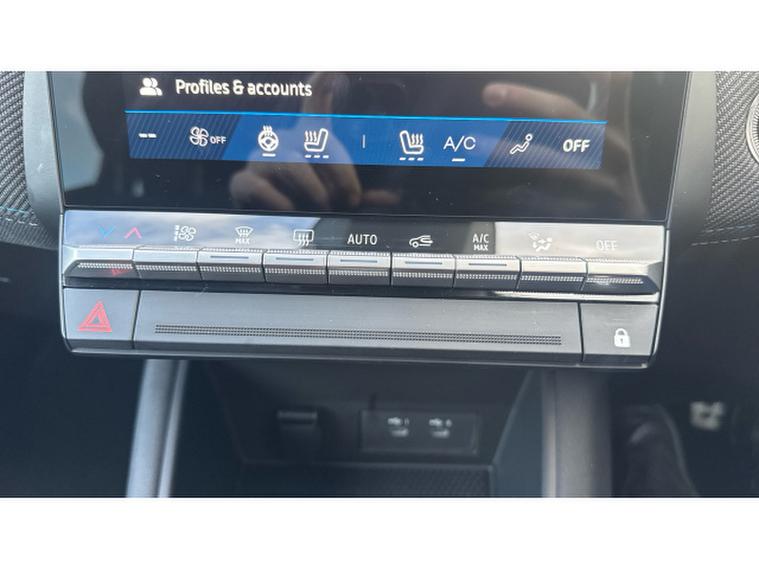 Profiles & accounts
-- OFF A/C OFF
MAX AUTO A/C MAX OFF